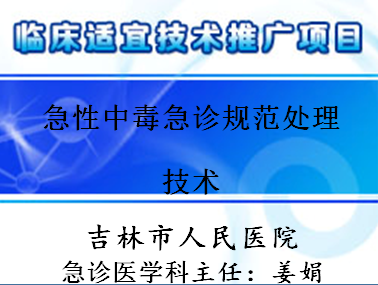 临床适宜技术推广项目
急性中毒急诊规范处理
技术
吉林市人民医院
急诊医学科主任：姜娟